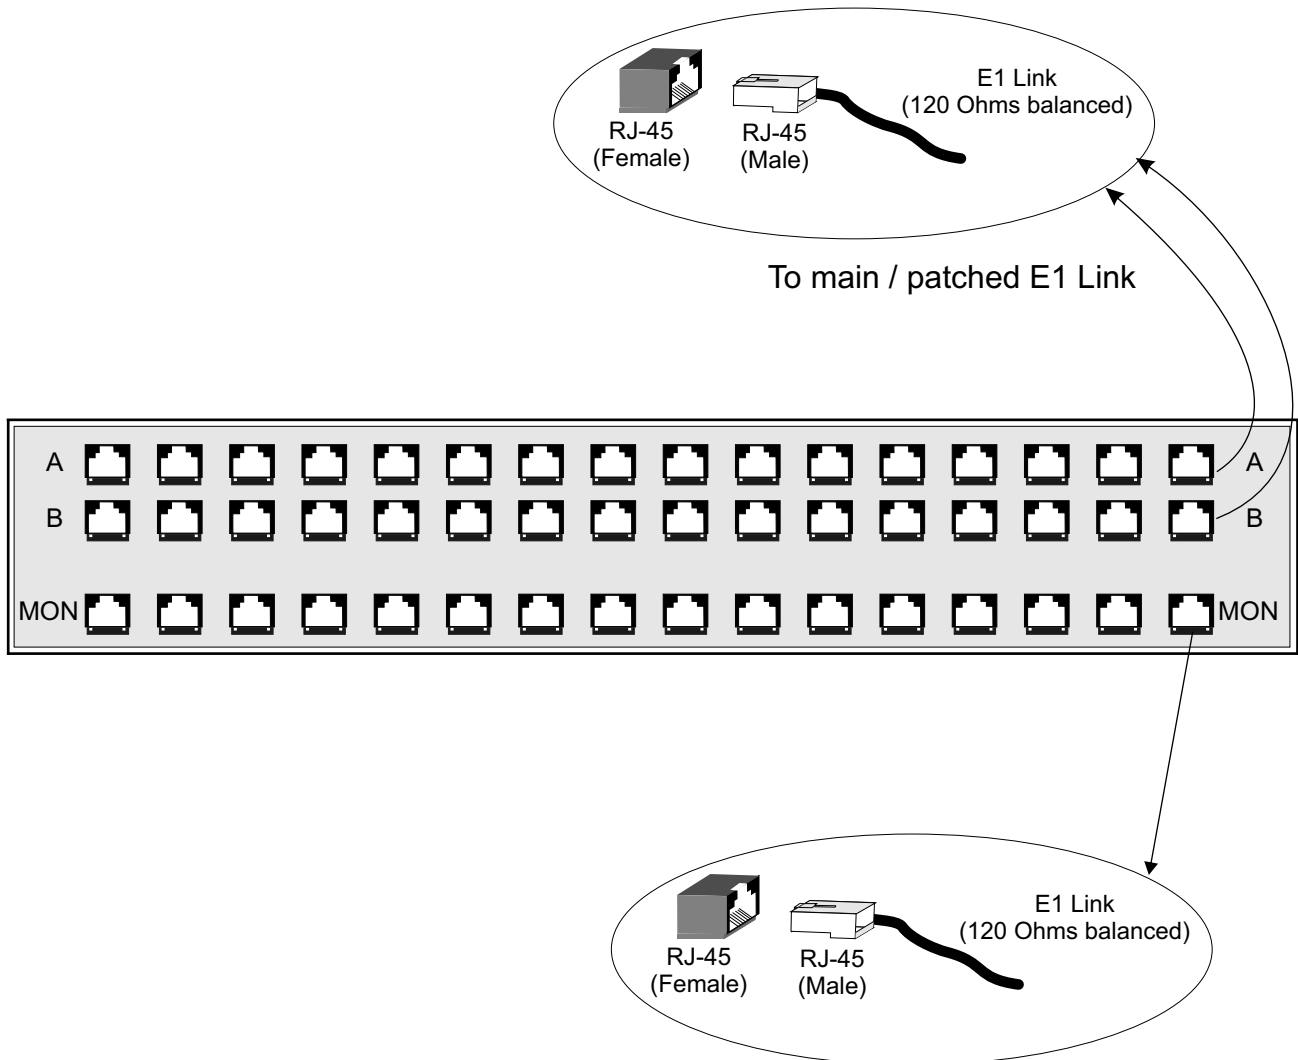 E1 Link
(120 Ohms balanced)
RJ-45
(Female)
RJ-45
(Male)
To main / patched E1 Link
A
A
B
B
MON
MON
E1 Link
(120 Ohms balanced)
RJ-45
(Female)
RJ-45
(Male)